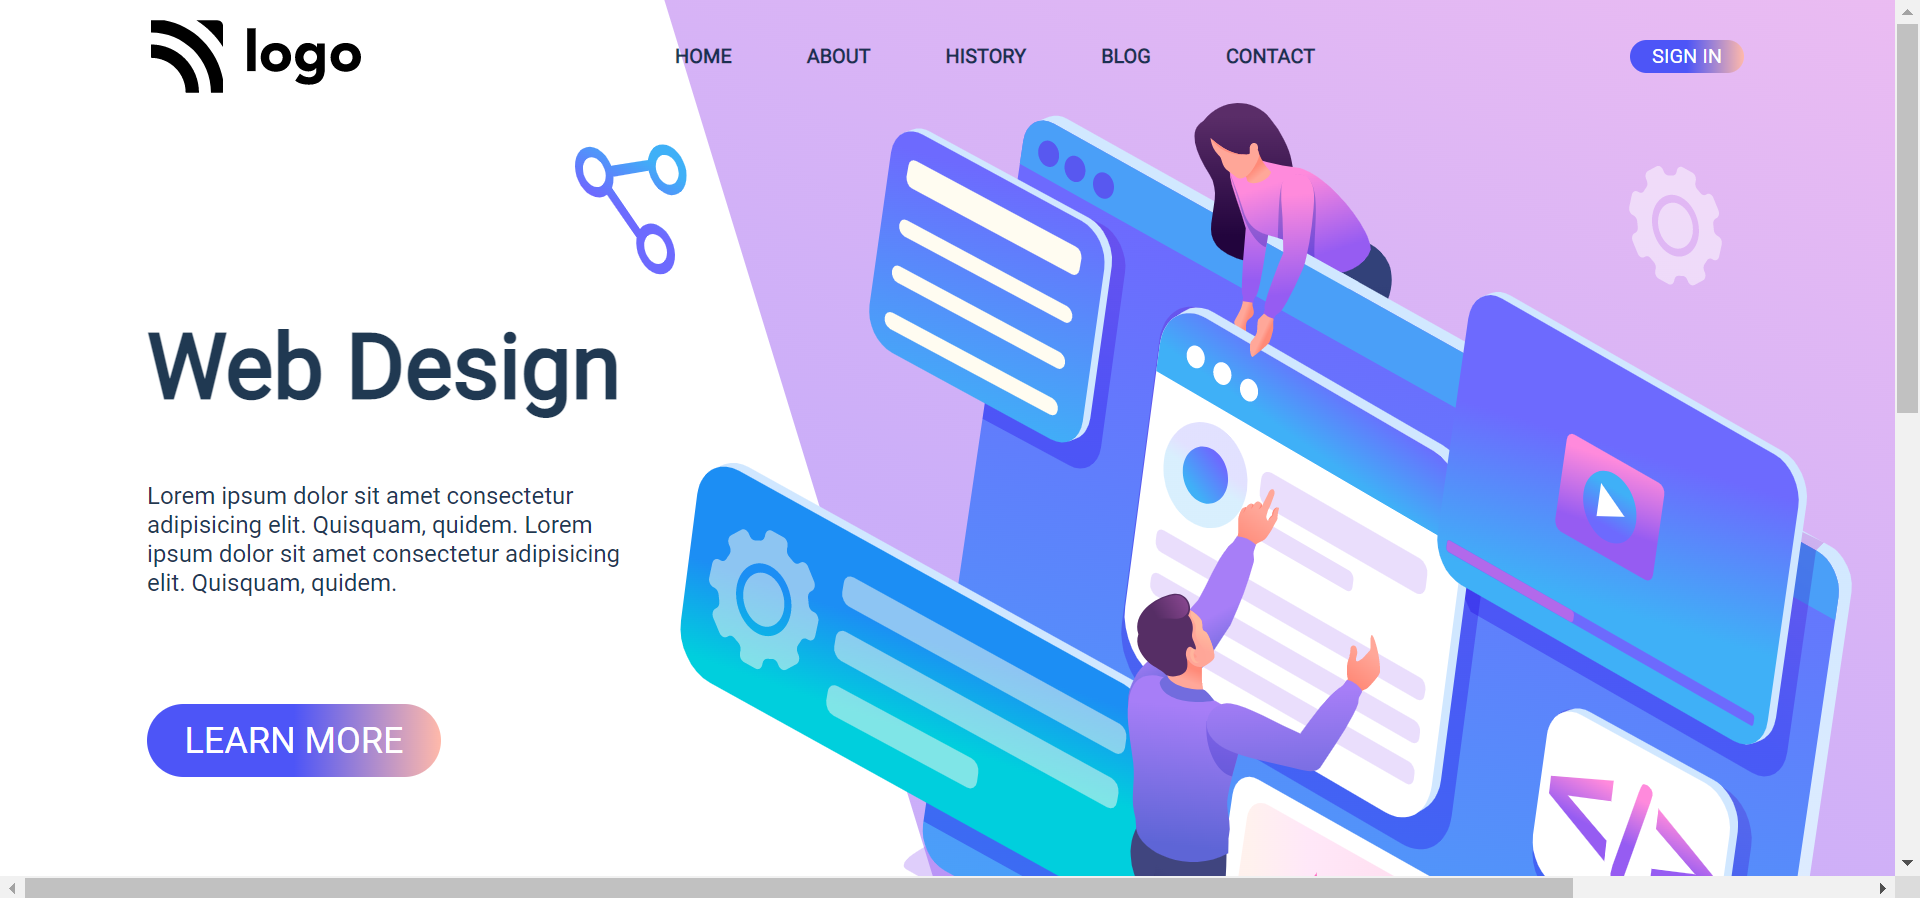 logo
HOME ABOUT HISTORY BLOG CONTACT SIGN IN
Web Design
Lorem ipsum dolor sit amet consectetur
adipisicing elit. Quisquam, quidem. Lorem
ipsum dolor sit amet consectetur adipisicing
elit. Quisquam, quidem.
LEARN MORE